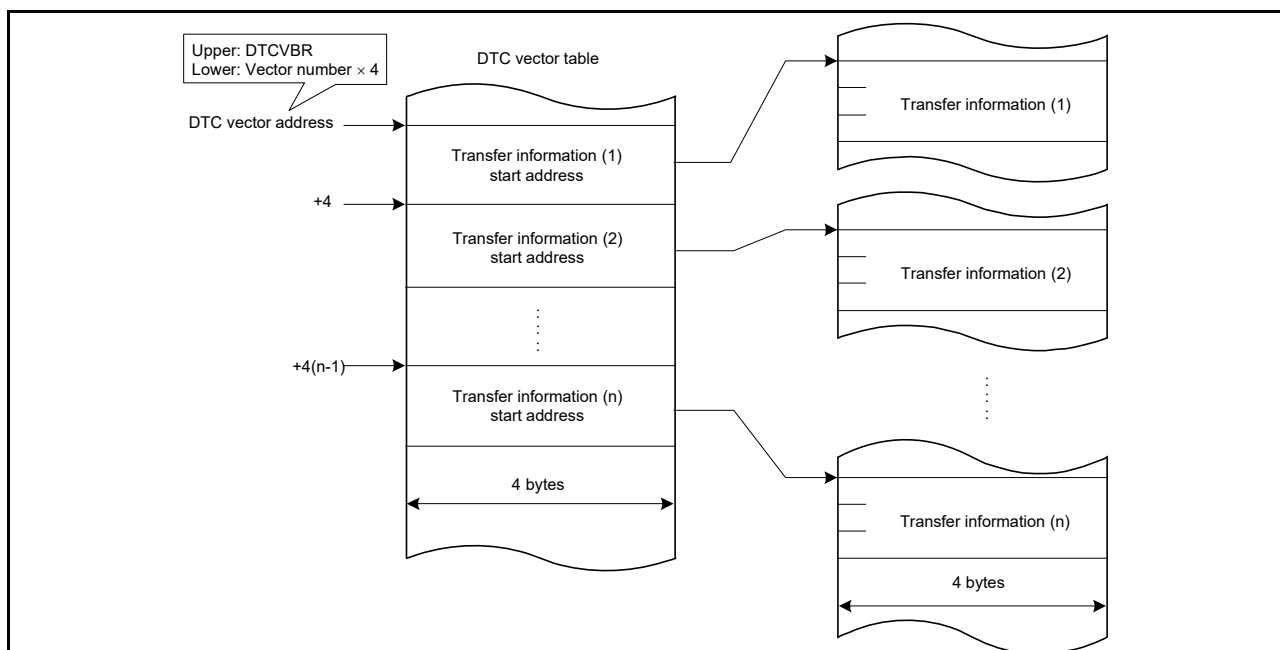 Upper: DTCVBR
Lower: Vector number × 4
DTC vector table
DTC vector address
Transfer information (1)
start address
Transfer information (1)
+4
Transfer information (2)
start address
Transfer information (2)
+4(n-1)
Transfer information (n)
start address
4 bytes
Transfer information (n)
4 bytes